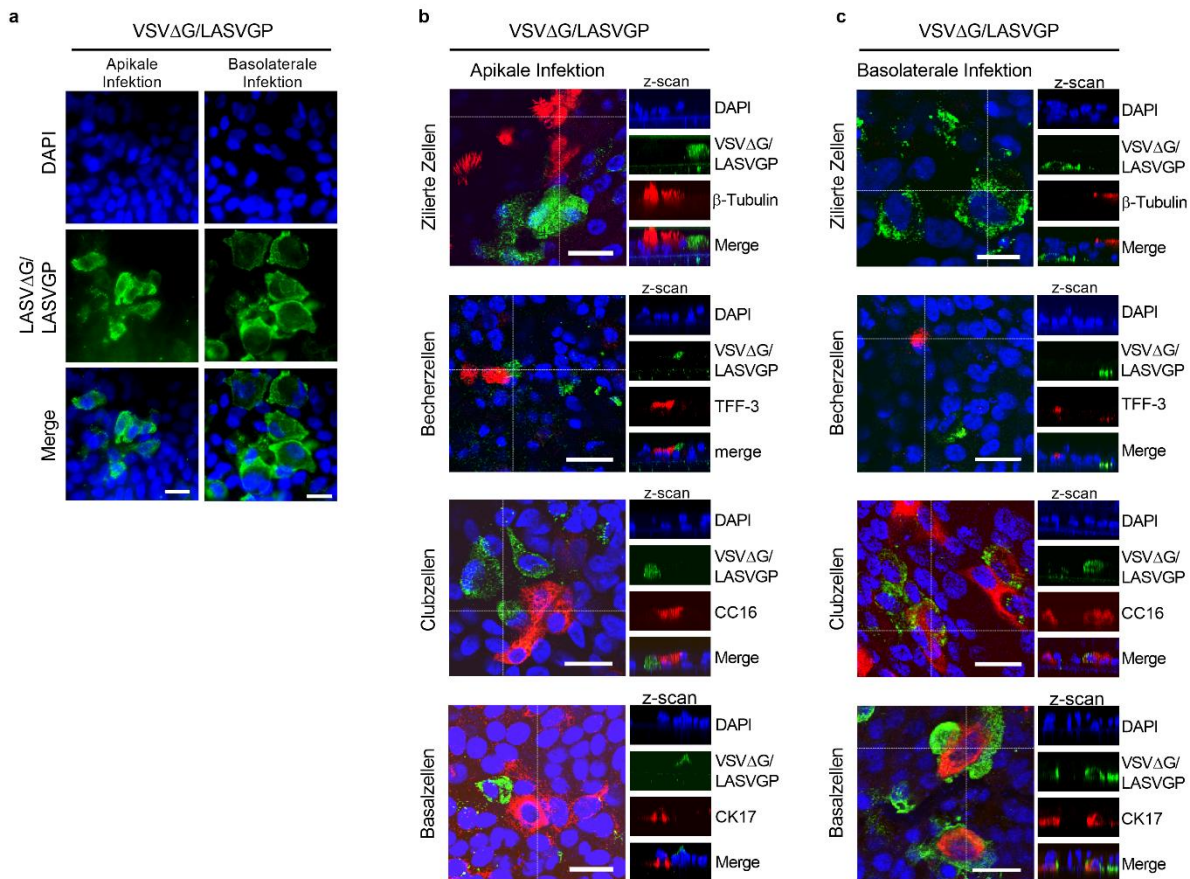 a
VSVΔG/LASVGP
Apikale
Infektion
Basolaterale
Infektion
DAPI
LASVΔG/
LASVGP
Merge
b
VSVΔG/LASVGP
Apikale Infektion
Ziliierte Zellen
z-scan
DAPI
VSVΔG/
LASVGP
β-Tubulin
Merge
Becherzellen
z-scan
DAPI
VSVΔG/
LASVGP
TFF-3
merge
Clubzellen
z-scan
DAPI
VSVΔG/
LASVGP
CC16
Merge
Basalzellen
z-scan
DAPI
VSVΔG/
LASVGP
CK17
Merge
c
VSVΔG/LASVGP
Basolaterale Infektion
Ziliierte Zellen
z-scan
DAPI
VSVΔG/
LASVGP
β-Tubulin
Merge
Becherzellen
z-scan
DAPI
VSVΔG/
LASVGP
TFF-3
Merge
Clubzellen
z-scan
DAPI
VSVΔG/
LASVGP
CC16
Merge
Basalzellen
z-scan
DAPI
VSVΔG/
LASVGP
CK17
Merge